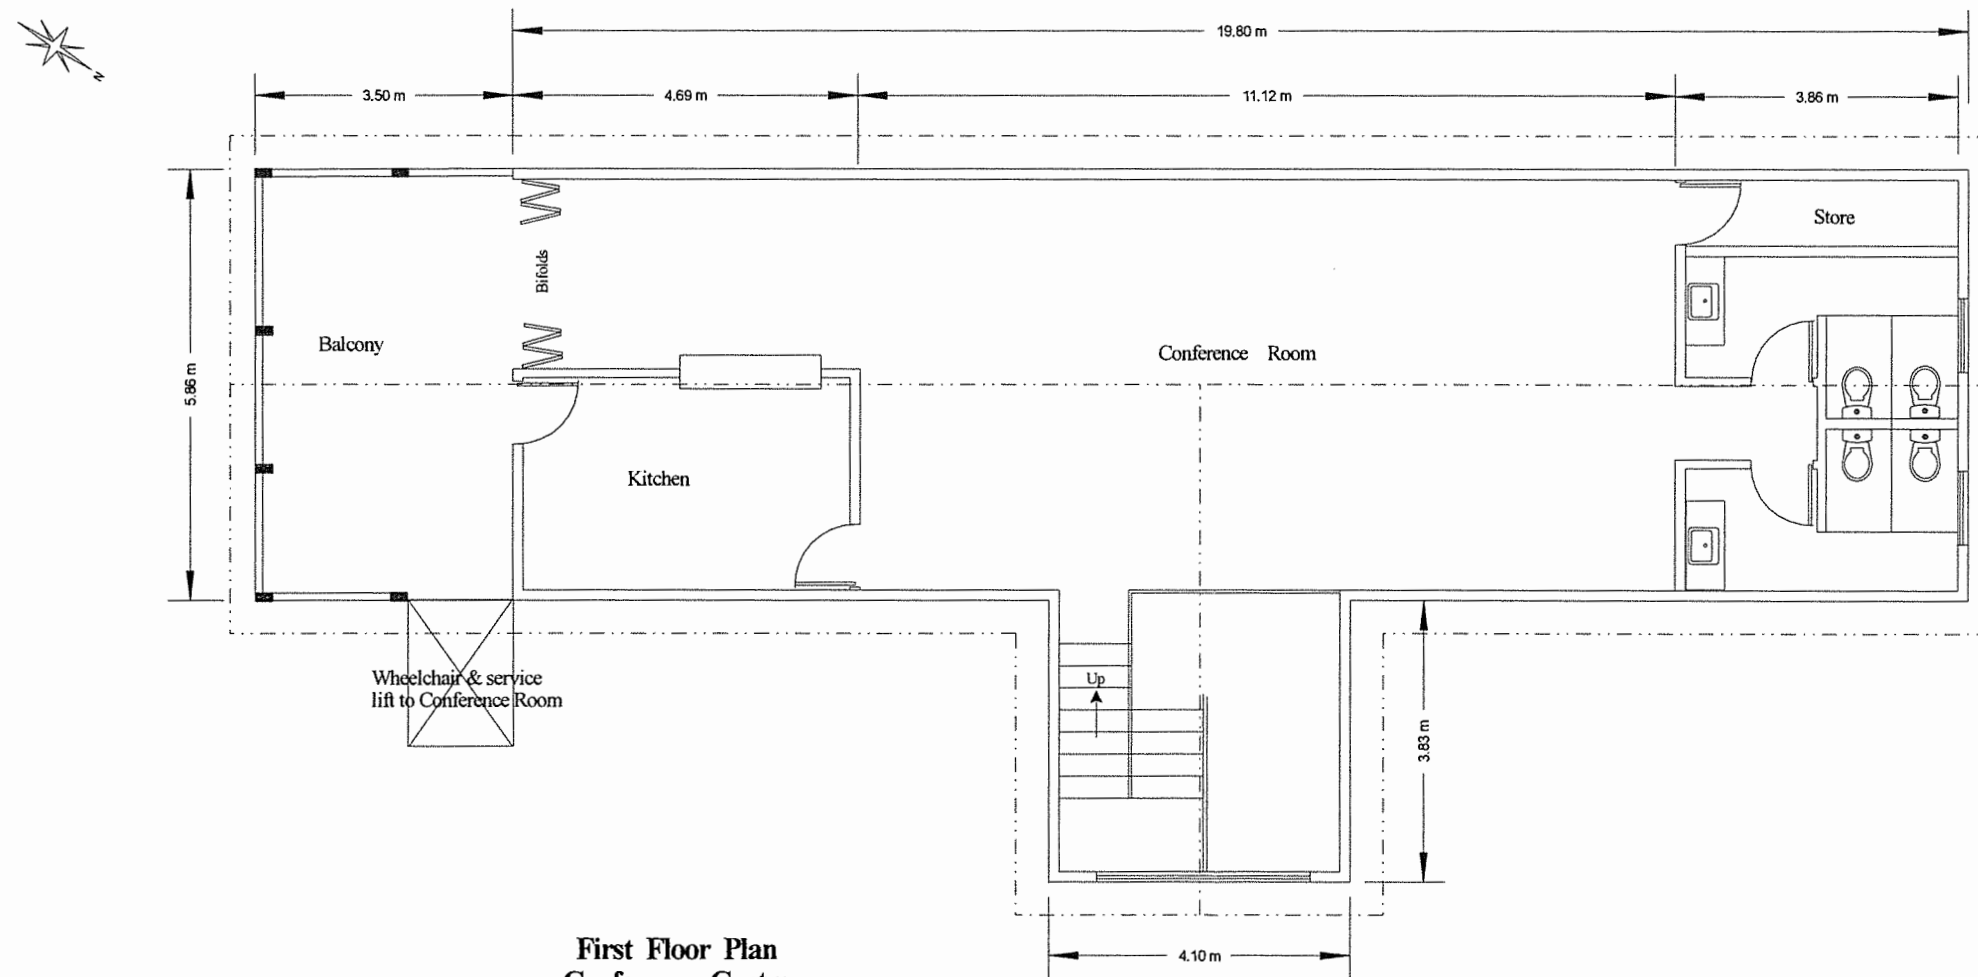 19.80 m
N
3.50 m
4.69 m
11.12 m
3.86 m
Store
Bifolds
Balcony
Conference Room
5.86 m
Kitchen
Wheelchair & service
lift to Conference Room
Up
3.83 m
First Floor Plan
4.10 m